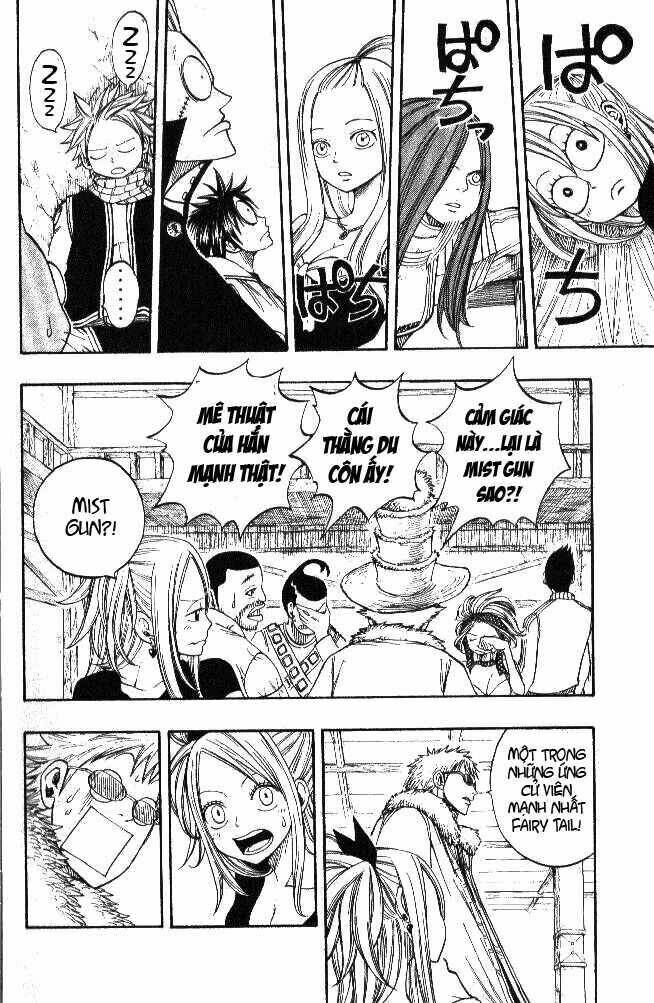 ぱ
ち
ぱ
ちっ
ぱち
Z
Z
Z
Z
Z
Z
....
CẢM GIÁC
NÀY...LẠI LÀ
MIST GUN
SAO?!
CÁI
THẰNG DU
CÔN ẤY!
MÊ THUẬT
CỦA HẮN
MẠNH THẬT!
MIST
GUN?!
MỘT TRONG
NHỮNG ỨNG
CỬ VIÊN
MẠNH NHẤT
FAIRY TAIL!